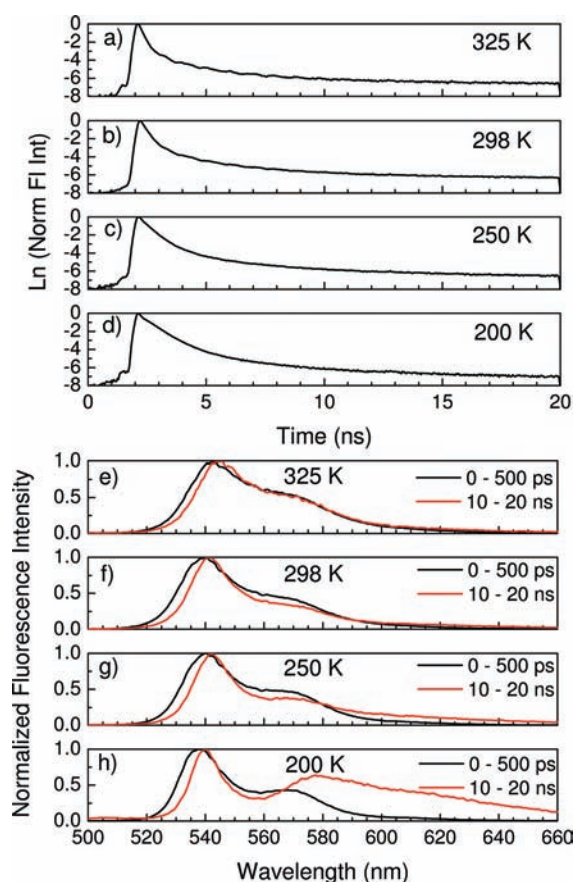 a)
325 K
b)
298 K
c)
250 K
d)
200 K
0
-2
-4
-6
-8
0
-2
-4
-6
-8
0
-2
-4
-6
-8
0
-2
-4
-6
-8
Ln (Norm Fl Int)
0 5 10 15 20
Time (ns)
e)
325 K
0 - 500 ps
10 - 20 ns
f)
298 K
0 - 500 ps
10 - 20 ns
g)
250 K
0 - 500 ps
10 - 20 ns
h)
200 K
0 - 500 ps
10 - 20 ns
1.0
0.5
0.0
1.0
0.5
0.0
1.0
0.5
0.0
1.0
0.5
0.0
Normalized Fluorescence Intensity
500 520 540 560 580 600 620 640 660
Wavelength (nm)